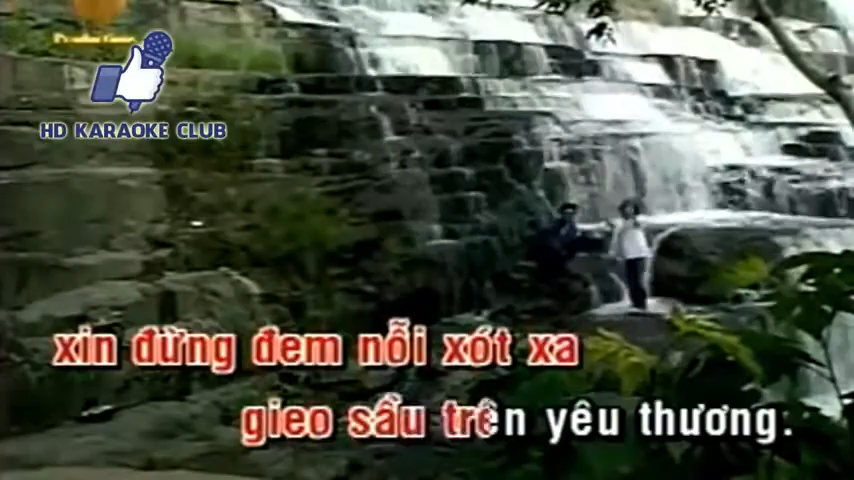 HD KARAOKE CLUB
xin đừng đem nỗi xót xa
gieo sầu trên yêu thương.